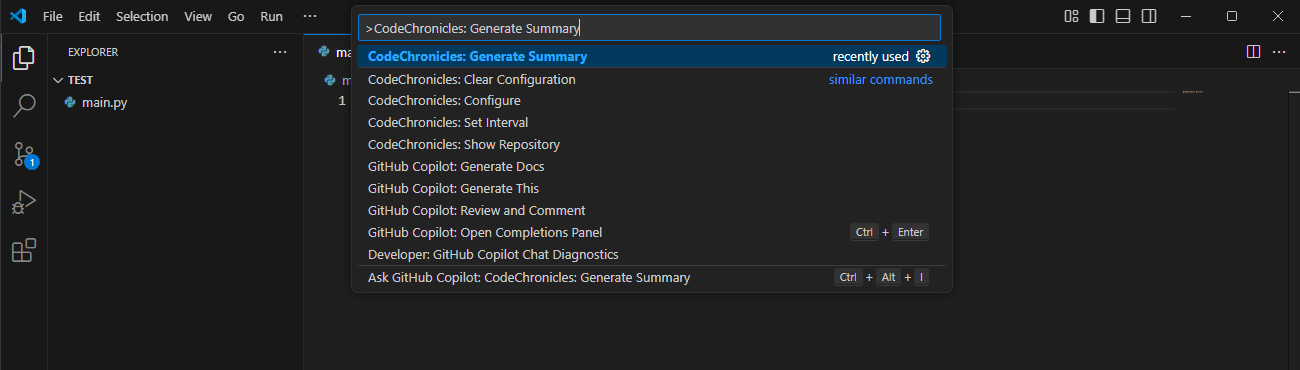 File Edit Selection View Go Run ···
>CodeChronicles: Generate Summary
EXPLORER ···
TEST
main.py
1
ma
m
1
CodeChronicles: Generate Summary recently used
CodeChronicles: Clear Configuration similar commands
CodeChronicles: Configure
CodeChronicles: Set Interval
CodeChronicles: Show Repository
GitHub Copilot: Generate Docs
GitHub Copilot: Generate This
GitHub Copilot: Review and Comment
GitHub Copilot: Open Completions Panel Ctrl + Enter
Developer: GitHub Copilot Chat Diagnostics
Ask GitHub Copilot: CodeChronicles: Generate Summary Ctrl + Alt + I